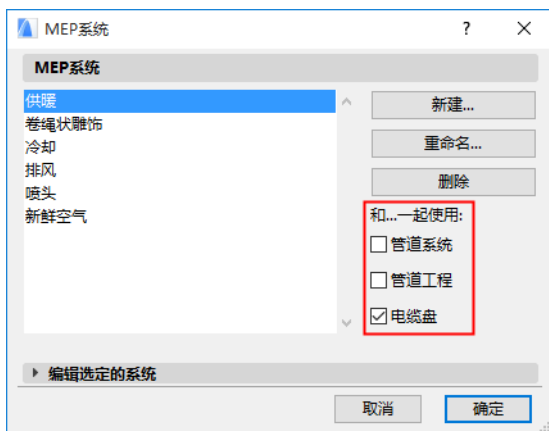 MEP系统
? ×
MEP系统
供暖
卷绳状雕饰
冷却
排风
喷头
新鲜空气
新建...
重命名...
删除
和...一起使用:
管道系统
管道工程
电缆盘
编辑选定的系统
取消
确定